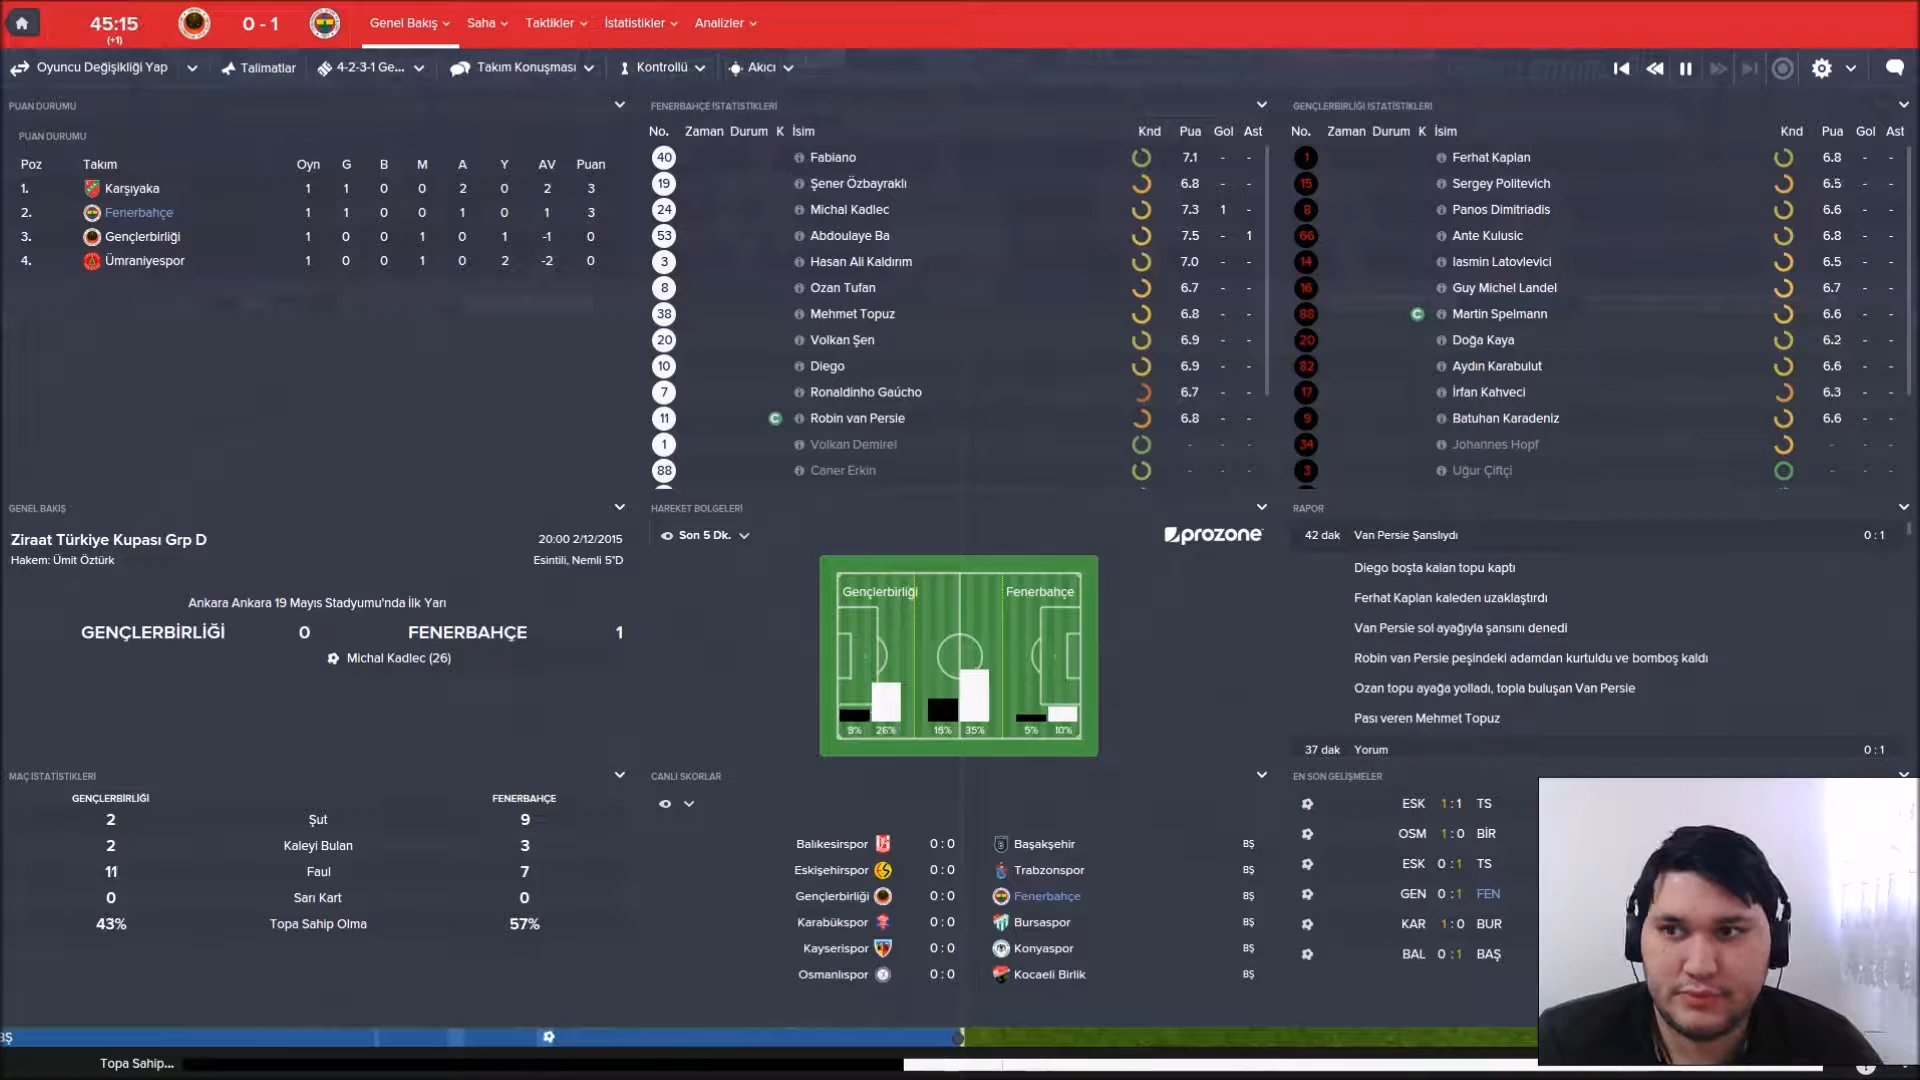 45:15
(+1)
0 - 1
Genel Bakış
Saha
Taktikler
İstatistikler
Analizler
Oyuncu Değişikliği Yap
Talimatlar
4-2-3-1 Ge...
Takım Konuşması
Kontrollü
Akıcı
PUAN DURUMU
PUAN DURUMU
Poz Takım Oyn G B M A Y AV Puan
1. Karşıyaka 1 1 0 0 2 0 2 3
2. Fenerbahçe 1 1 0 0 1 0 1 3
3. Gençlerbirliği 1 0 0 1 0 1 -1 0
4. Ümraniyespor 1 0 0 1 0 2 -2 0
FENERBAHÇE İSTATİSTİKLERİ
No. Zaman Durum K İsim Knd Pua Gol Ast
40 Fabiano 7.1 - -
19 Şener Özbayraklı 6.8 - -
24 Michal Kadlec 7.3 1 -
53 Abdoulaye Ba 7.5 - 1
3 Hasan Ali Kaldırım 7.0 - -
8 Ozan Tufan 6.7 - -
38 Mehmet Topuz 6.8 - -
20 Volkan Şen 6.9 - -
10 Diego 6.9 - -
7 Ronaldinho Gaúcho 6.7 - -
11 C Robin van Persie 6.8 - -
1 Volkan Demirel - - -
88 Caner Erkin - - -
GENÇLERBİRLİĞİ İSTATİSTİKLERİ
No. Zaman Durum K İsim Knd Pua Gol Ast
1 Ferhat Kaplan 6.8 - -
15 Sergey Politevich 6.5 - -
8 Panos Dimitriadis 6.6 - -
66 Ante Kulusic 6.8 - -
14 Iasmin Latovlevici 6.5 - -
16 Guy Michel Landel 6.7 - -
88 C Martin Spelmann 6.6 - -
20 Doğa Kaya 6.2 - -
82 Aydın Karabulut 6.6 - -
17 İrfan Kahveci 6.3 - -
9 Batuhan Karadeniz 6.6 - -
34 Johannes Hopf - - -
3 Uğur Çiftçi - - -
GENEL BAKIŞ
Ziraat Türkiye Kupası Grp D 20:00 2/12/2015
Hakem: Ümit Öztürk Esintili, Nemli 5°D
Ankara Ankara 19 Mayıs Stadyumu'nda İlk Yarı
GENÇLERBİRLİĞİ 0 FENERBAHÇE 1
Michal Kadlec (26)
HAREKET BÖLGELERİ
Son 5 Dk.
prozone
Gençlerbirliği Fenerbahçe
9% 26% 16% 35% 5% 10%
RAPOR
42 dak Van Persie Şanslıydı 0 : 1
Diego boşta kalan topu kaptı
Ferhat Kaplan kaleden uzaklaştırdı
Van Persie sol ayağıyla şansını denedi
Robin van Persie peşindeki adamdan kurtuldu ve bomboş kaldı
Ozan topu ayağa yolladı, topla buluşan Van Persie
Pası veren Mehmet Topuz
37 dak Yorum 0 : 1
MAÇ İSTATİSTİKLERİ
GENÇLERBİRLİĞİ FENERBAHÇE
2 Şut 9
2 Kaleyi Bulan 3
11 Faul 7
0 Sarı Kart 0
43% Topa Sahip Olma 57%
CANLI SKORLAR
Balıkesirspor 0 : 0 Başakşehir BŞ
Eskişehirspor 0 : 0 Trabzonspor BŞ
Gençlerbirliği 0 : 0 Fenerbahçe BŞ
Karabükspor 0 : 0 Bursaspor BŞ
Kayserispor 0 : 0 Konyaspor BŞ
Osmanlıspor 0 : 0 Kocaeli Birlik BŞ
EN SON GELİŞMELER
ESK 1 : 1 TS
OSM 1 : 0 BİR
ESK 0 : 1 TS
GEN 0 : 1 FEN
KAR 1 : 0 BUR
BAL 0 : 1 BAŞ
BŞ
Topa Sahip...